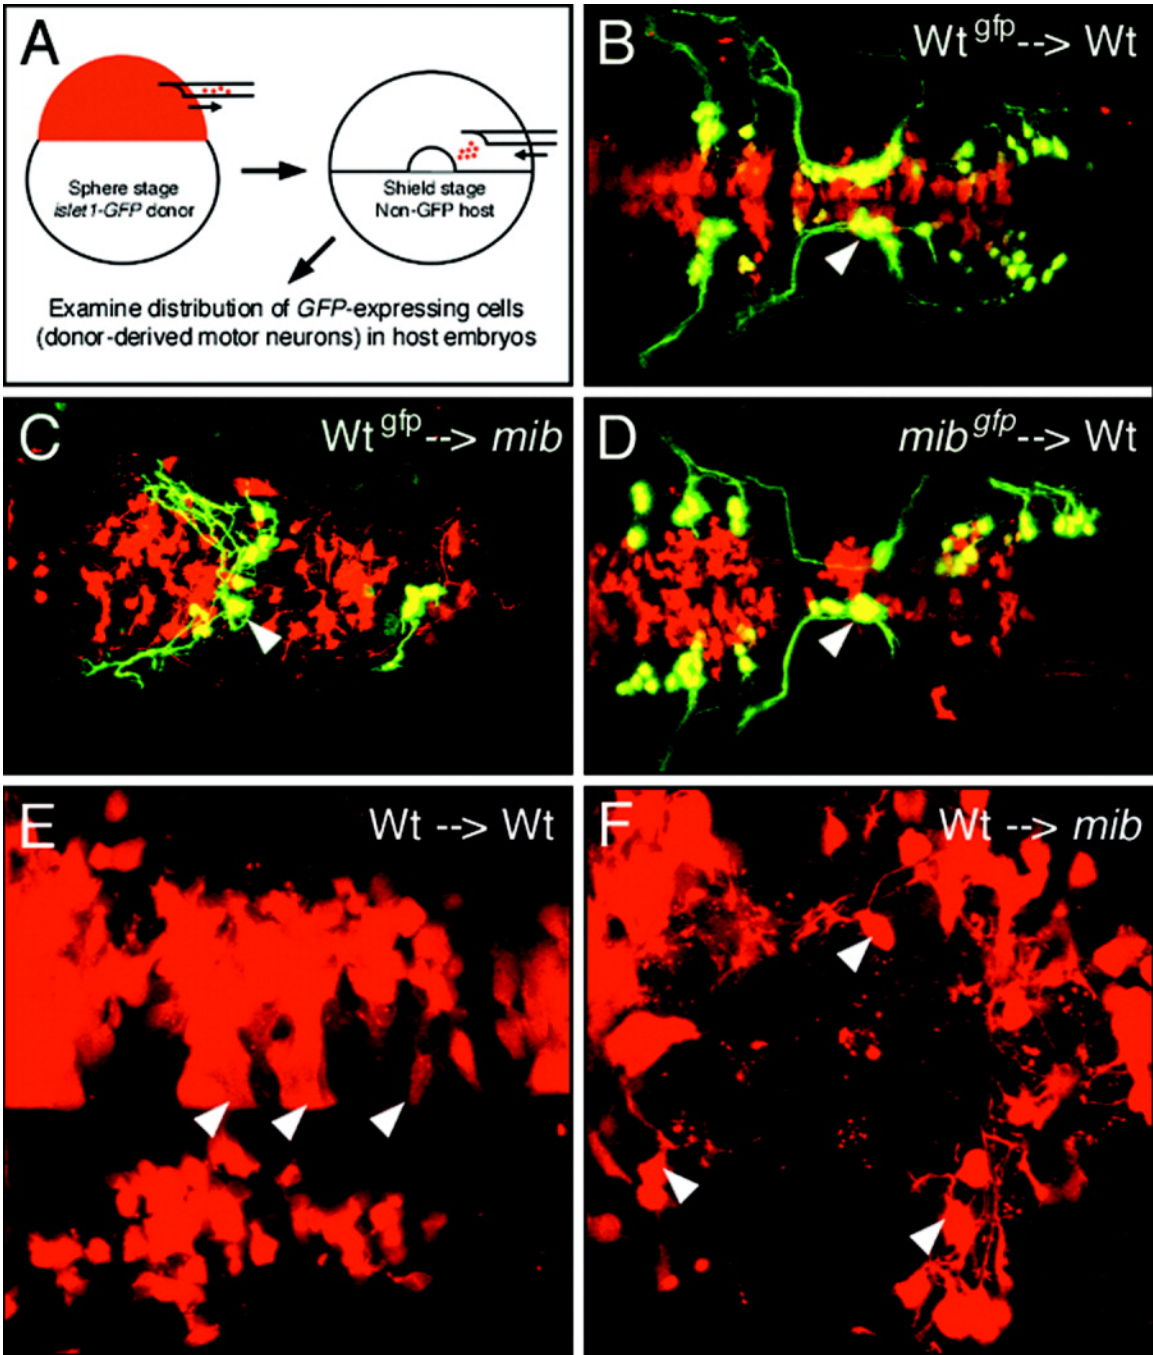 A
Sphere stage
islet1-GFP donor
Shield stage
Non-GFP host
Examine distribution of GFP-expressing cells
(donor-derived motor neurons) in host embryos
B
Wt gfp --> Wt
C
Wt gfp --> mib
D
mib gfp --> Wt
E
Wt --> Wt
F
Wt --> mib